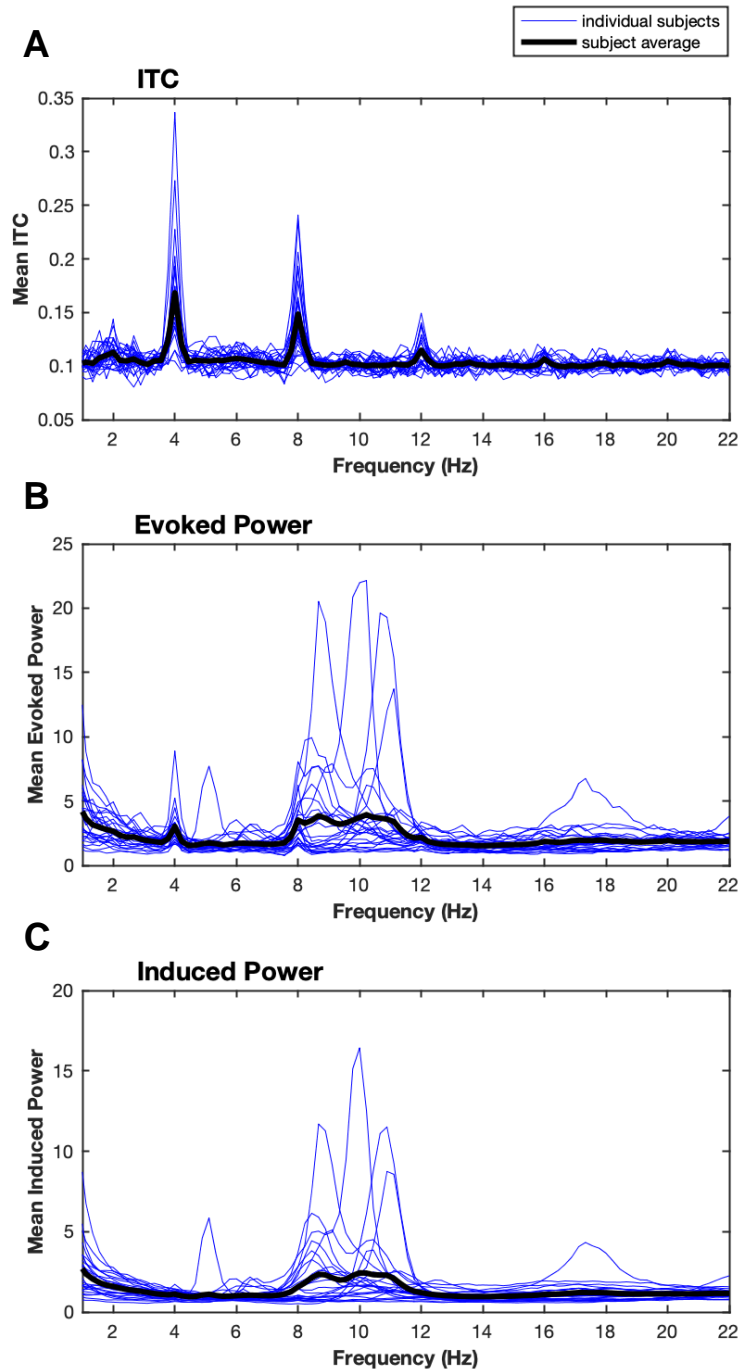 individual subjects
subject average
A
ITC
0.35
0.3
0.25
0.2
0.15
0.1
0.05
Mean ITC
2 4 6 8 10 12 14 16 18 20 22
Frequency (Hz)
B
Evoked Power
25
20
15
10
5
0
Mean Evoked Power
2 4 6 8 10 12 14 16 18 20 22
Frequency (Hz)
C
Induced Power
20
15
10
5
0
Mean Induced Power
2 4 6 8 10 12 14 16 18 20 22
Frequency (Hz)